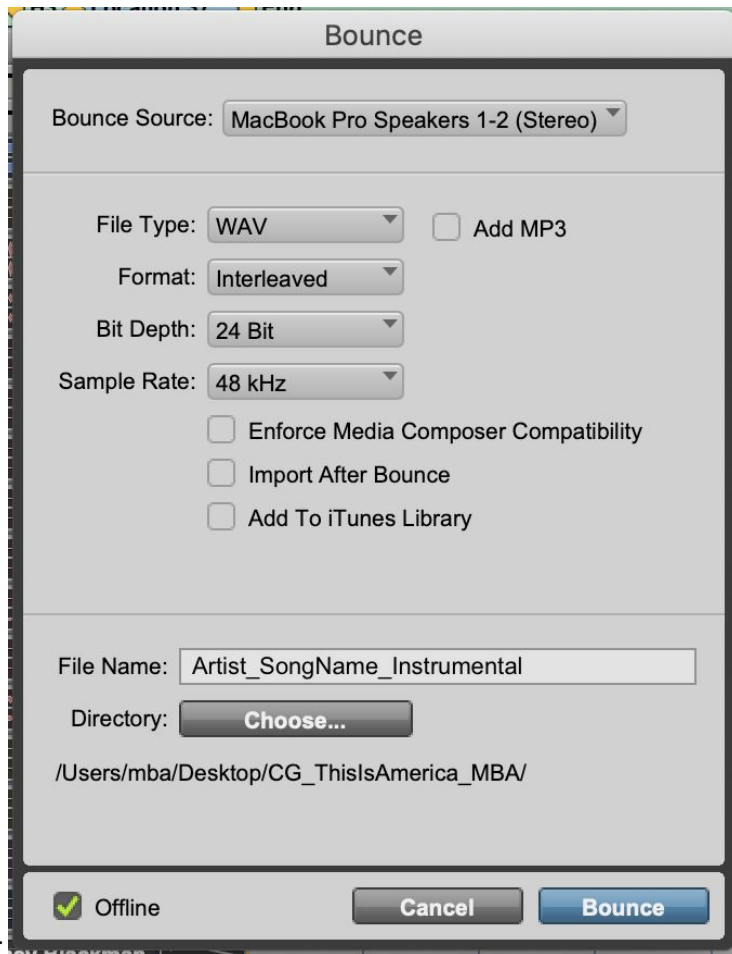 Bounce
Bounce Source: MacBook Pro Speakers 1-2 (Stereo)
File Type: WAV Add MP3
Format: Interleaved
Bit Depth: 24 Bit
Sample Rate: 48 kHz
Enforce Media Composer Compatibility
Import After Bounce
Add To iTunes Library
File Name: Artist_SongName_Instrumental
Directory: Choose...
/Users/mba/Desktop/CG_ThisIsAmerica_MBA/
Offline Cancel Bounce